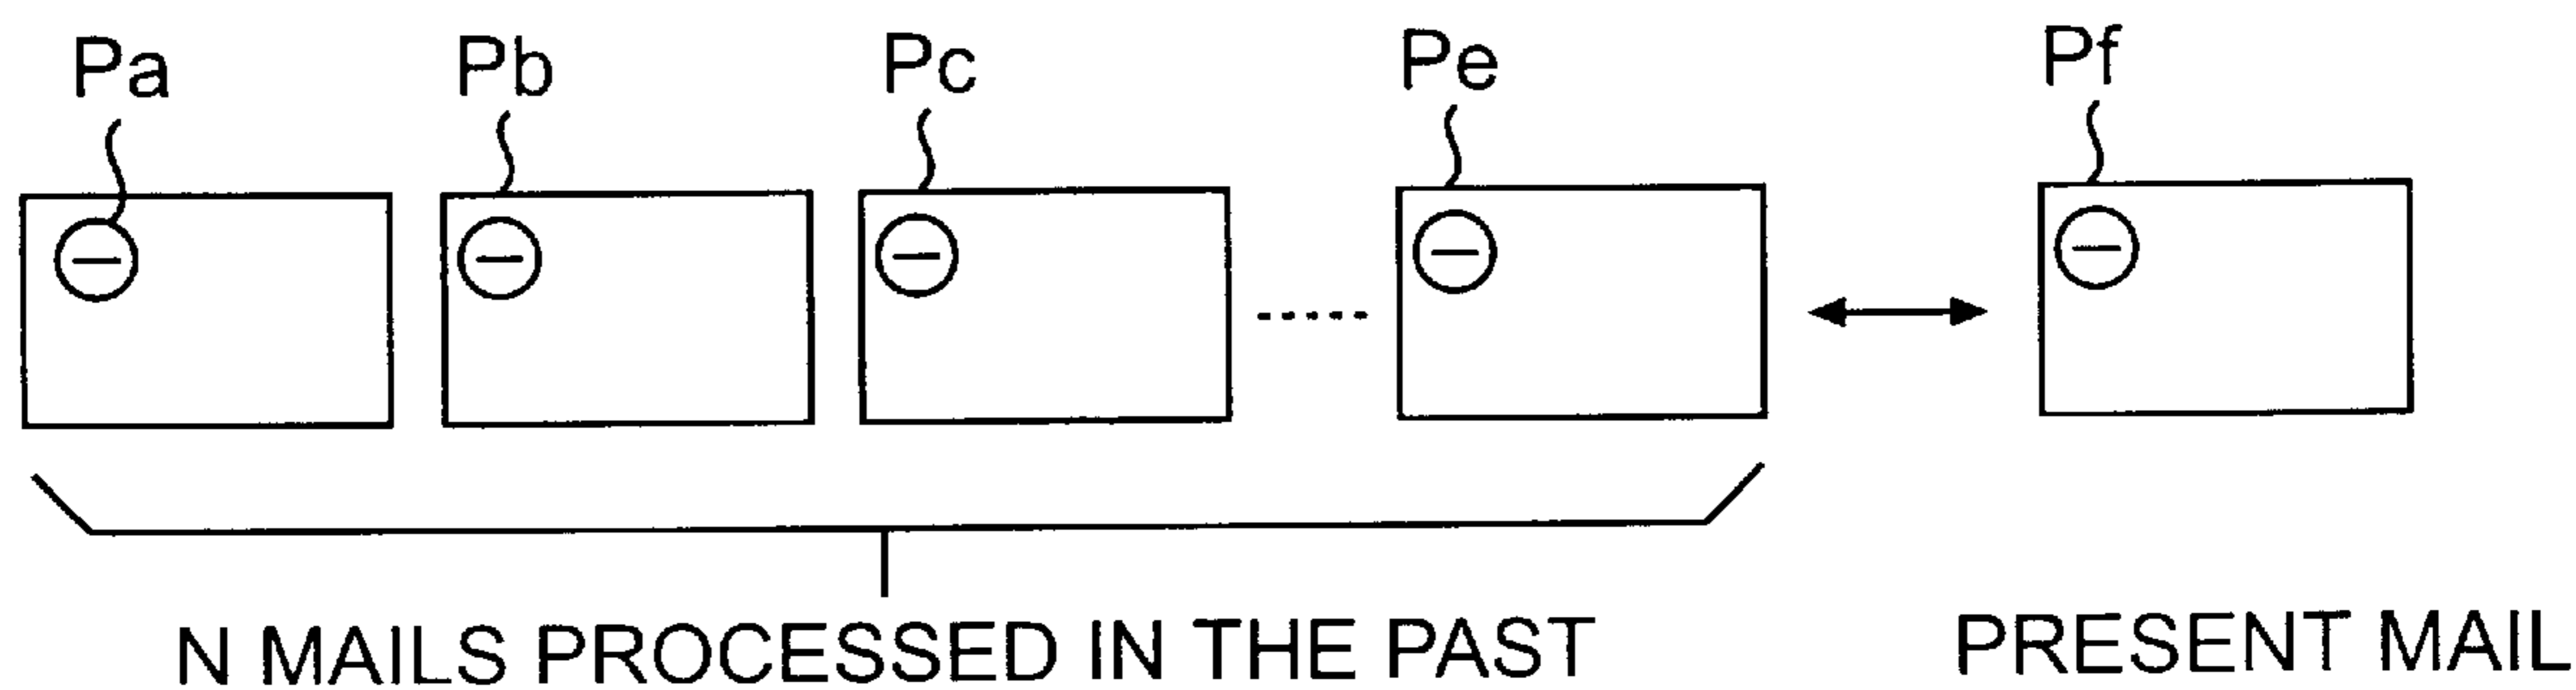 Pa Pb Pc Pe Pf
N MAILS PROCESSED IN THE PAST PRESENT MAIL